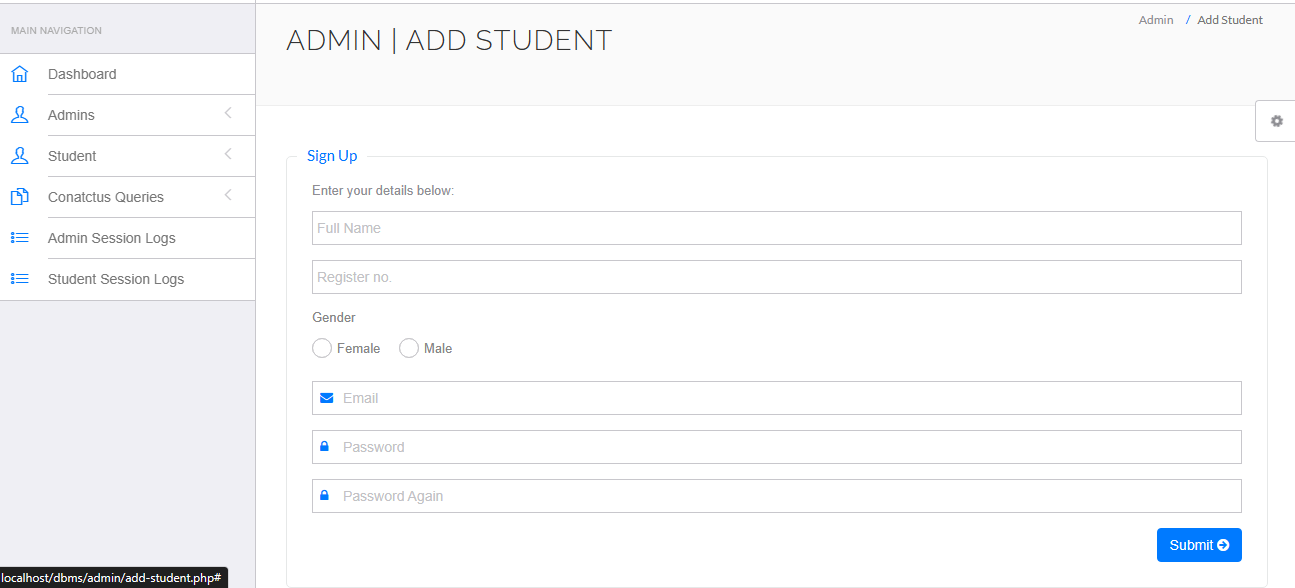 MAIN NAVIGATION
Dashboard
Admins
Student
Conatctus Queries
Admin Session Logs
Student Session Logs
ADMIN | ADD STUDENT
Admin / Add Student
Sign Up
Enter your details below:
Full Name
Register no.
Gender
Female Male
Email
Password
Password Again
Submit
localhost/dbms/admin/add-student.php#